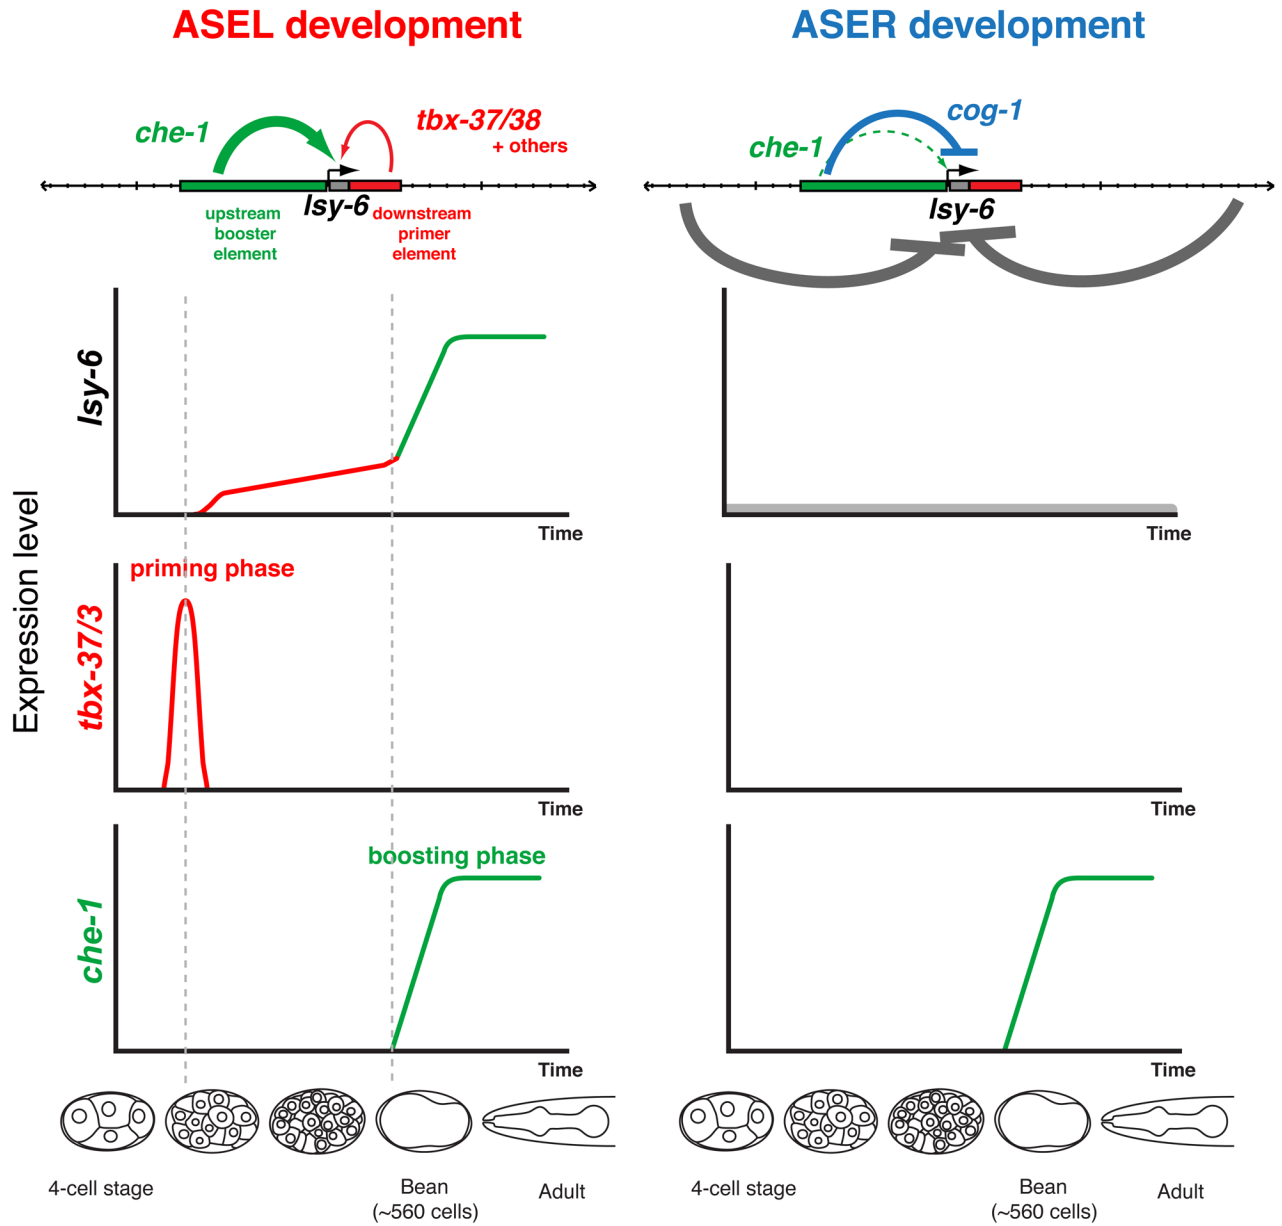 ASEL development
ASER development
che-1
tbx-37/38
+ others
lsy-6
upstream
booster
element
downstream
primer
element
che-1
cog-1
lsy-6
Expression level
lsy-6
Time
Time
tbx-37/3
priming phase
Time
Time
che-1
boosting phase
Time
Time
4-cell stage
Bean
(~560 cells)
Adult
4-cell stage
Bean
(~560 cells)
Adult